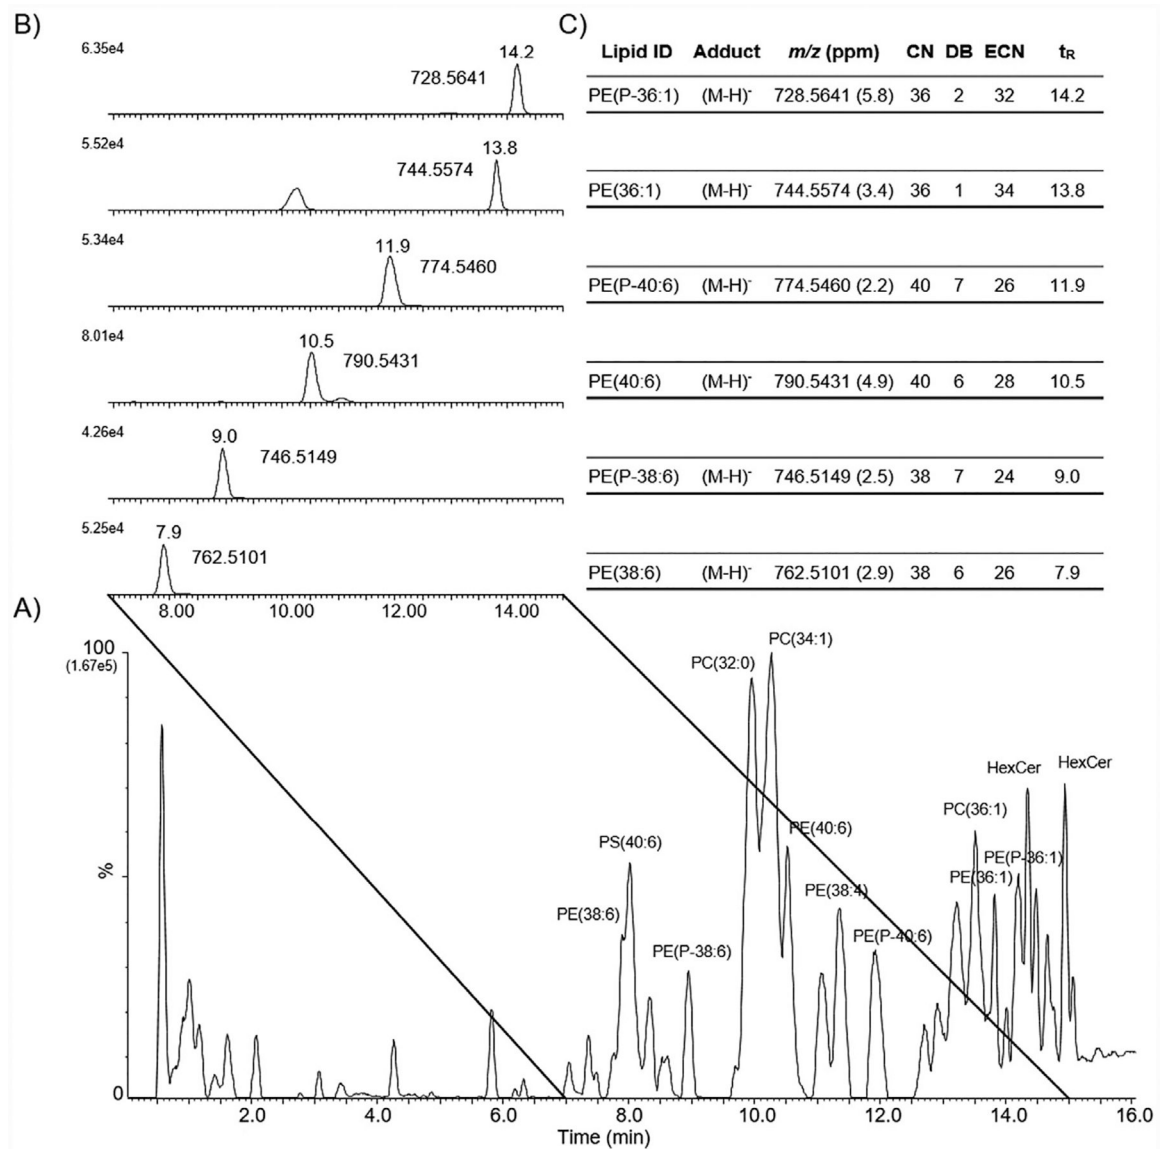 B)
6.35e4
14.2
728.5641
5.52e4
13.8
744.5574
5.34e4
11.9
774.5460
8.01e4
10.5
790.5431
4.26e4
9.0
746.5149
5.25e4
7.9
762.5101
8.00 10.00 12.00 14.00
C)
Lipid ID Adduct m/z (ppm) CN DB ECN tR
PE(P-36:1) (M-H)- 728.5641 (5.8) 36 2 32 14.2
PE(36:1) (M-H)- 744.5574 (3.4) 36 1 34 13.8
PE(P-40:6) (M-H)- 774.5460 (2.2) 40 7 26 11.9
PE(40:6) (M-H)- 790.5431 (4.9) 40 6 28 10.5
PE(P-38:6) (M-H)- 746.5149 (2.5) 38 7 24 9.0
PE(38:6) (M-H)- 762.5101 (2.9) 38 6 26 7.9
A)
100
(1.67e5)
%
0
PE(38:6)
PS(40:6)
PE(P-38:6)
PC(32:0)
PC(34:1)
PE(40:6)
PE(38:4)
PE(P-40:6)
PC(36:1)
PE(36:1)
PE(P-36:1)
HexCer
HexCer
2.0 4.0 6.0 8.0 10.0 12.0 14.0 16.0
Time (min)